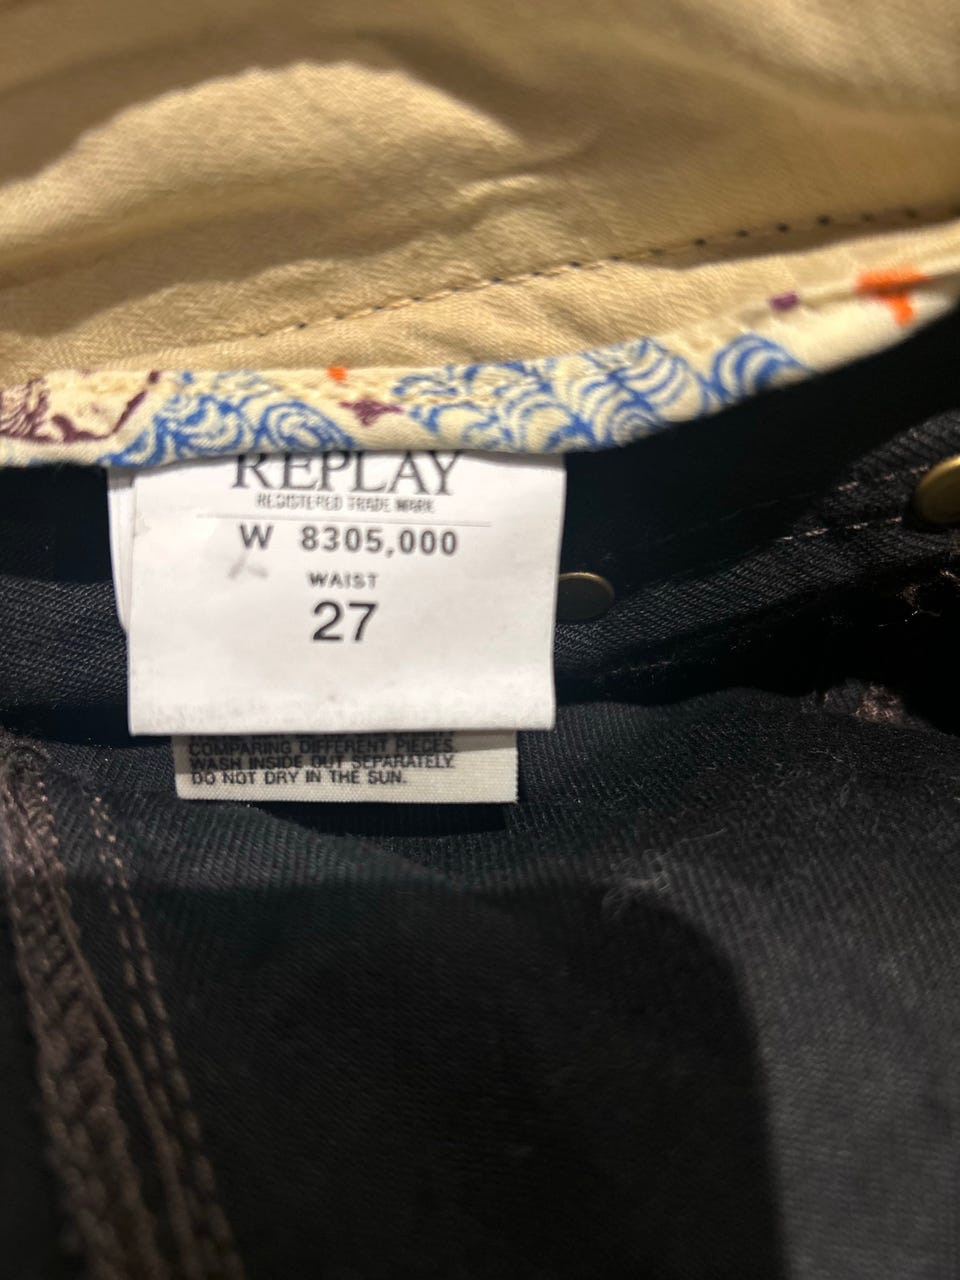 REPLAY
REGISTERED TRADE MARK
W 8305,000
WAIST
27
COMPARING DIFFERENT PIECES.
WASH INSIDE OUT SEPARATELY.
DO NOT DRY IN THE SUN.